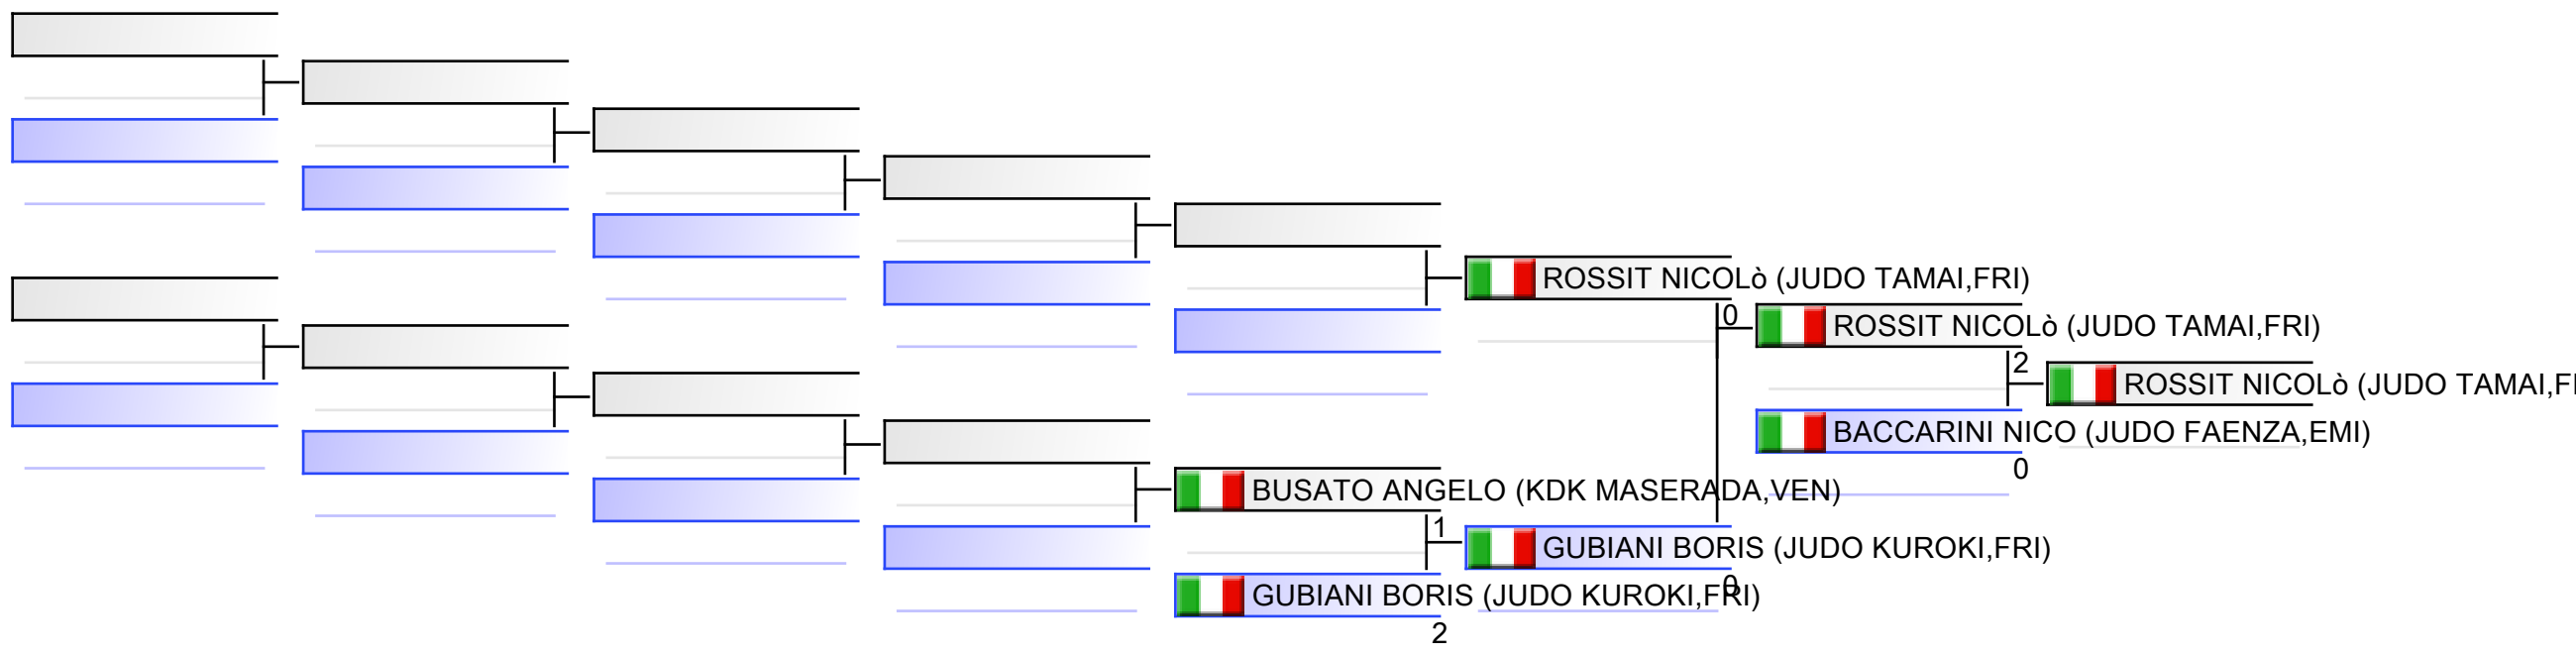 ROSSIT NICOLò (JUDO TAMAI,FRI)
0
ROSSIT NICOLò (JUDO TAMAI,FRI)
2
ROSSIT NICOLò (JUDO TAMAI,F
BACCARINI NICO (JUDO FAENZA,EMI)
0
BUSATO ANGELO (KDK MASERADA,VEN)
1
GUBIANI BORIS (JUDO KUROKI,FRI)
0
GUBIANI BORIS (JUDO KUROKI,FRI)
2